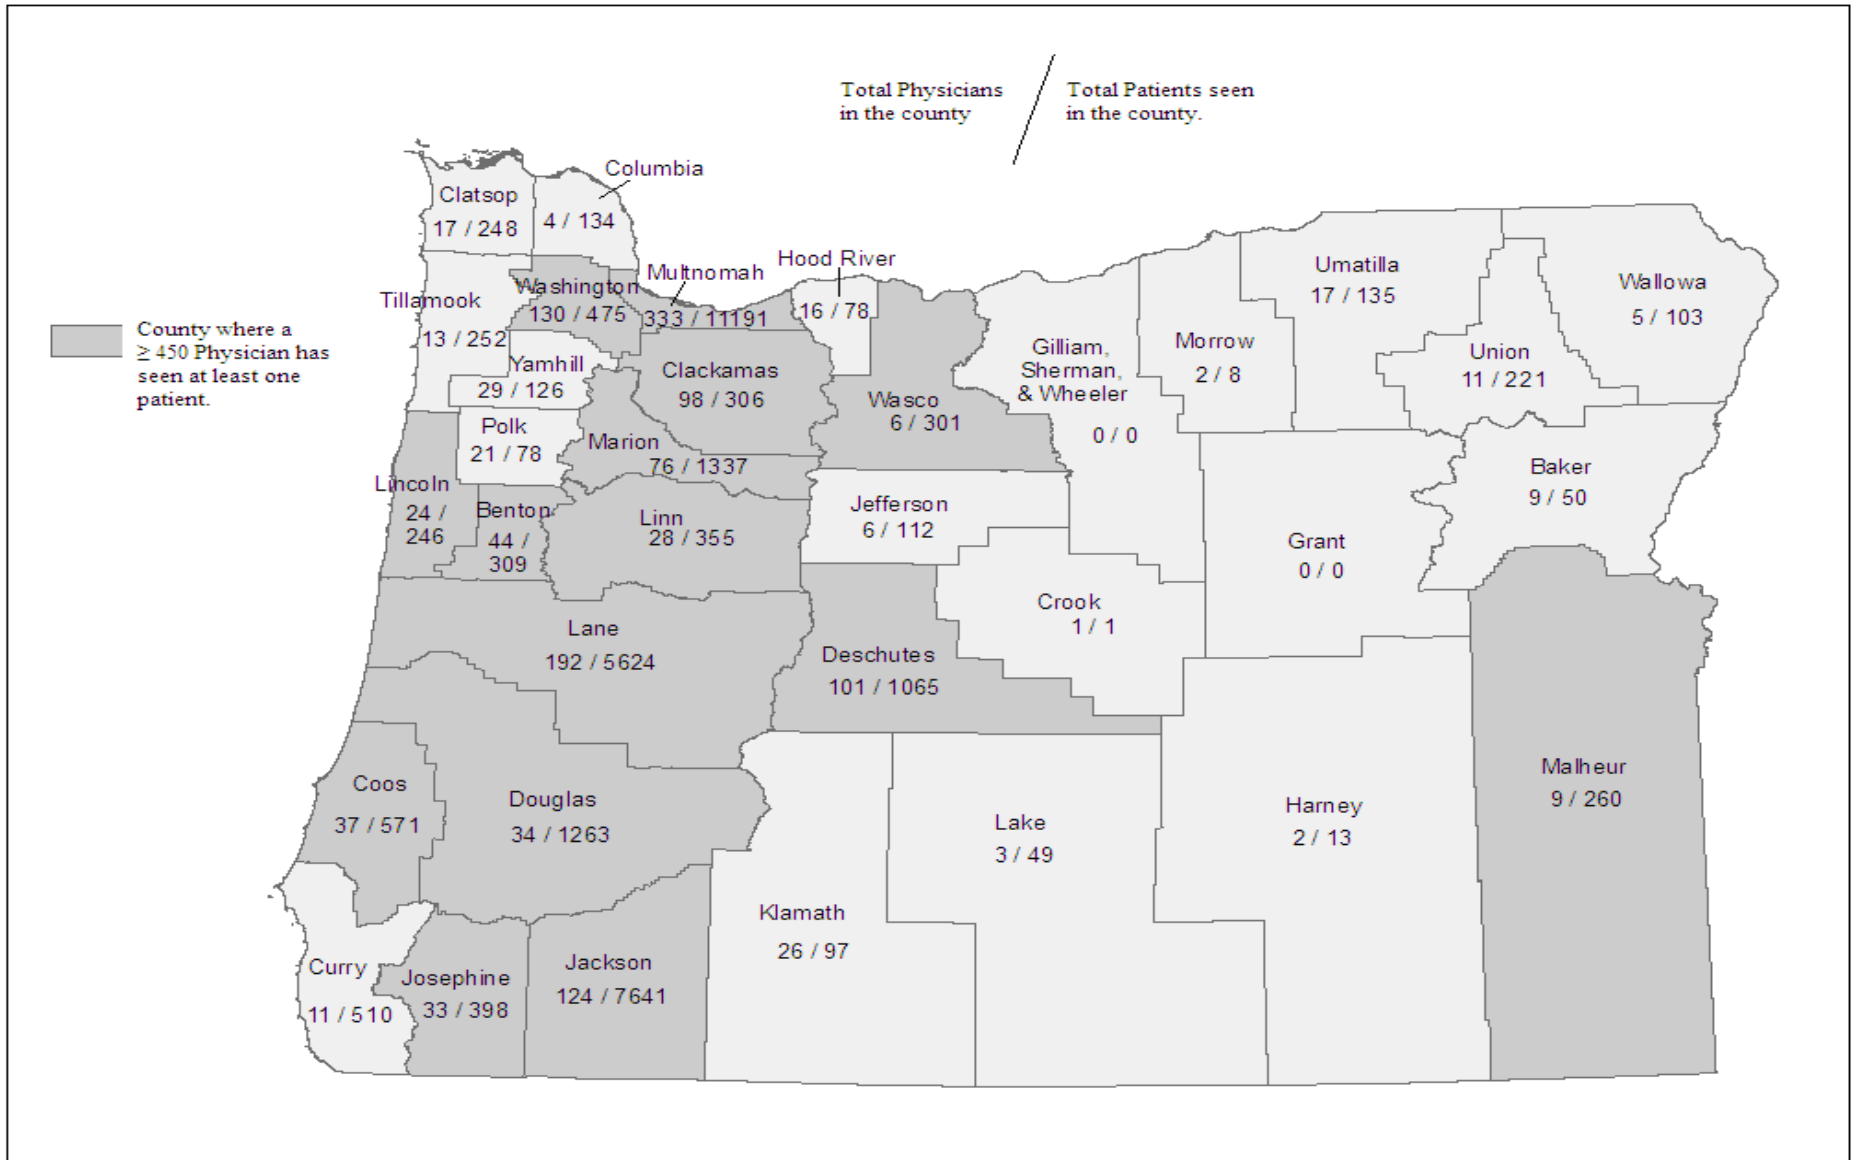 Total Physicians
in the county
Total Patients seen
in the county.
County where a
≥ 450 Physician has
seen at least one
patient.
Clatsop
17 / 248
Columbia
4 / 134
Tillamook
13 / 252
Washington
130 / 475
Multnomah
333 / 11191
Hood River
16 / 78
Yamhill
29 / 126
Clackamas
98 / 306
Wasco
6 / 301
Gilliam,
Sherman,
& Wheeler
0 / 0
Morrow
2 / 8
Umatilla
17 / 135
Union
11 / 221
Wallowa
5 / 103
Polk
21 / 78
Marion
76 / 1337
Lincoln
24 /
246
Benton
44 /
309
Linn
28 / 355
Jefferson
6 / 112
Baker
9 / 50
Grant
0 / 0
Crook
1 / 1
Lane
192 / 5624
Deschutes
101 / 1065
Coos
37 / 571
Douglas
34 / 1263
Malheur
9 / 260
Harney
2 / 13
Lake
3 / 49
Klamath
26 / 97
Curry
11 / 510
Josephine
33 / 398
Jackson
124 / 7641